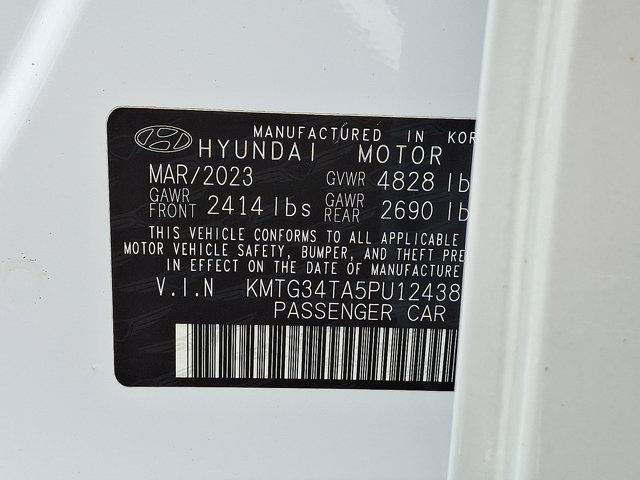 MANUFACTURED IN KOR
HYUNDAI MOTOR
MAR/2023 GVWR 4828 lb
GAWR FRONT 2414 lbs GAWR REAR 2690 lb
THIS VEHICLE CONFORMS TO ALL APPLICABLE
MOTOR VEHICLE SAFETY, BUMPER, AND THEFT PRE
IN EFFECT ON THE DATE OF MANUFACTURE
V.I.N KMTG34TA5PU12438
PASSENGER CAR